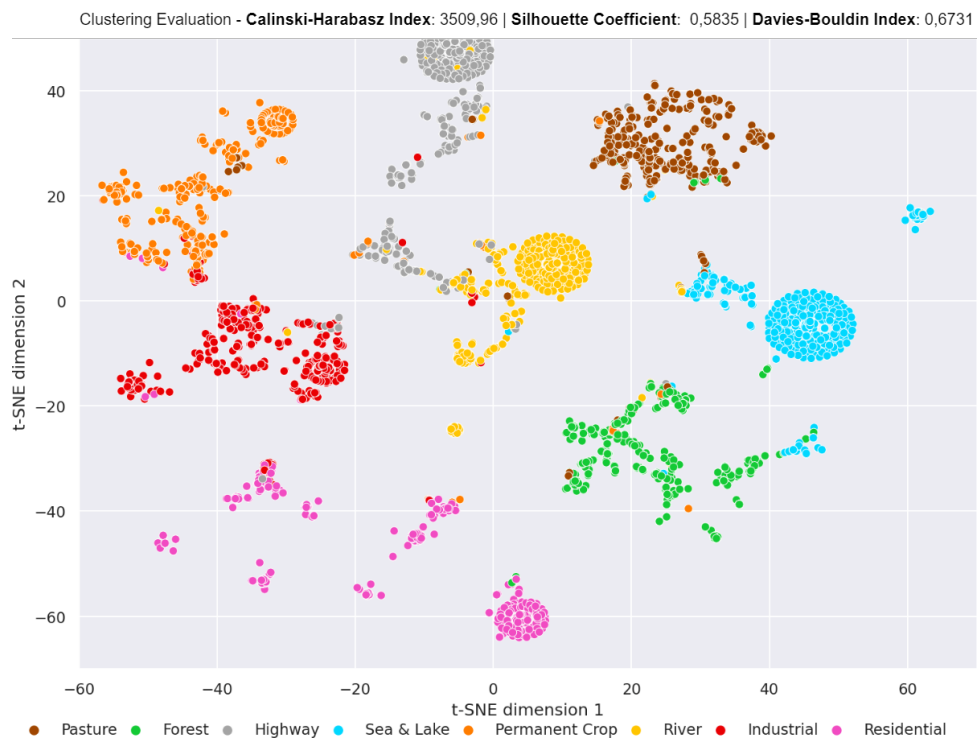 Clustering Evaluation - Calinski-Harabasz Index: 3509,96 | Silhouette Coefficient: 0,5835 | Davies-Bouldin Index: 0,6731
t-SNE dimension 2
40
20
0
−20
−40
−60
−60 −40 −20 0 20 40 60
t-SNE dimension 1
Pasture Forest Highway Sea & Lake Permanent Crop River Industrial Residential